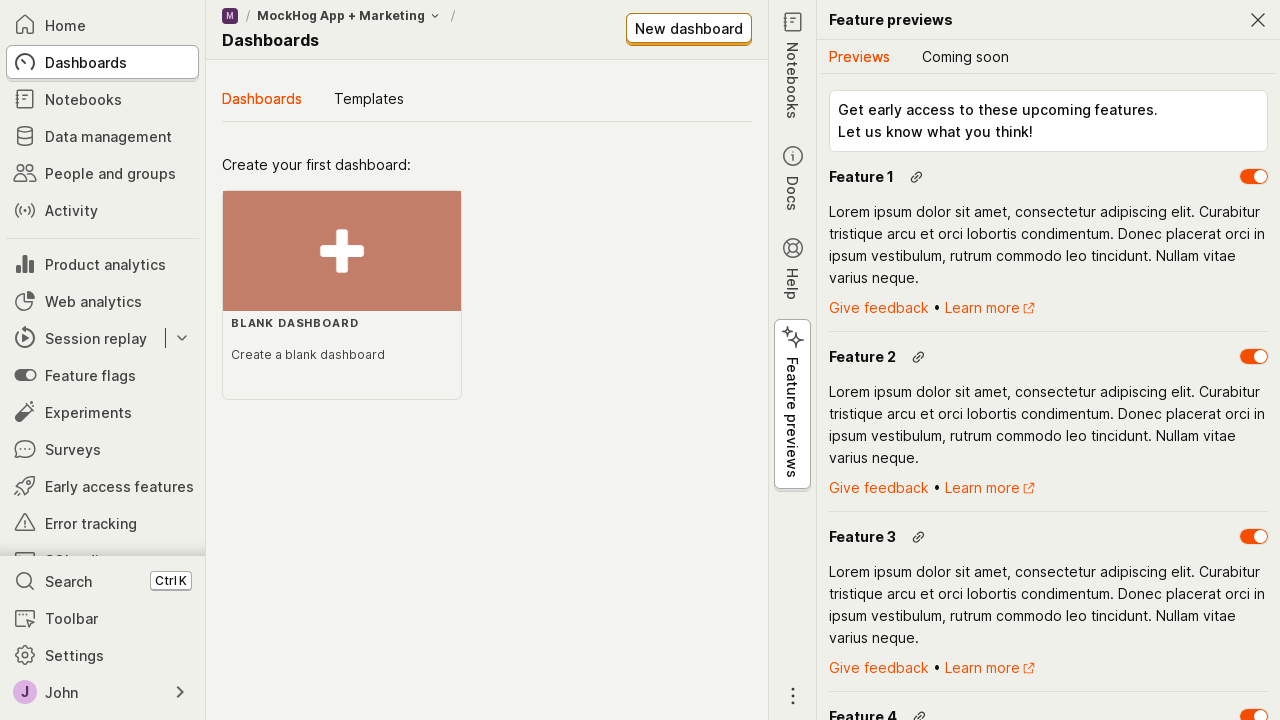 Home
Dashboards
Notebooks
Data management
People and groups
Activity
Product analytics
Web analytics
Session replay
Feature flags
Experiments
Surveys
Early access features
Error tracking
Search Ctrl K
Toolbar
Settings
J John
M / MockHog App + Marketing /
Dashboards
New dashboard
Dashboards Templates
Create your first dashboard:
BLANK DASHBOARD
Create a blank dashboard
Notebooks
Docs
Help
Feature previews
Feature previews
Previews Coming soon
Get early access to these upcoming features.
Let us know what you think!
Feature 1
Lorem ipsum dolor sit amet, consectetur adipiscing elit. Curabitur
tristique arcu et orci lobortis condimentum. Donec placerat orci in
ipsum vestibulum, rutrum commodo leo tincidunt. Nullam vitae
varius neque.
Give feedback • Learn more
Feature 2
Lorem ipsum dolor sit amet, consectetur adipiscing elit. Curabitur
tristique arcu et orci lobortis condimentum. Donec placerat orci in
ipsum vestibulum, rutrum commodo leo tincidunt. Nullam vitae
varius neque.
Give feedback • Learn more
Feature 3
Lorem ipsum dolor sit amet, consectetur adipiscing elit. Curabitur
tristique arcu et orci lobortis condimentum. Donec placerat orci in
ipsum vestibulum, rutrum commodo leo tincidunt. Nullam vitae
varius neque.
Give feedback • Learn more
Feature 4